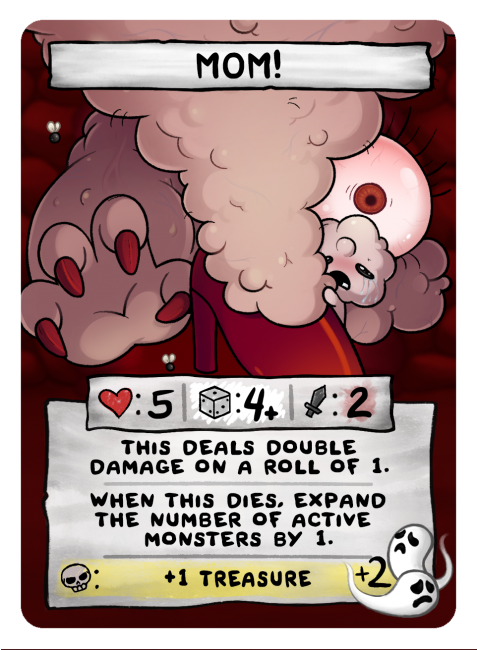 MOM!
:5 :4+ :2
THIS DEALS DOUBLE
DAMAGE ON A ROLL OF 1.
WHEN THIS DIES, EXPAND
THE NUMBER OF ACTIVE
MONSTERS BY 1.
: +1 TREASURE +2